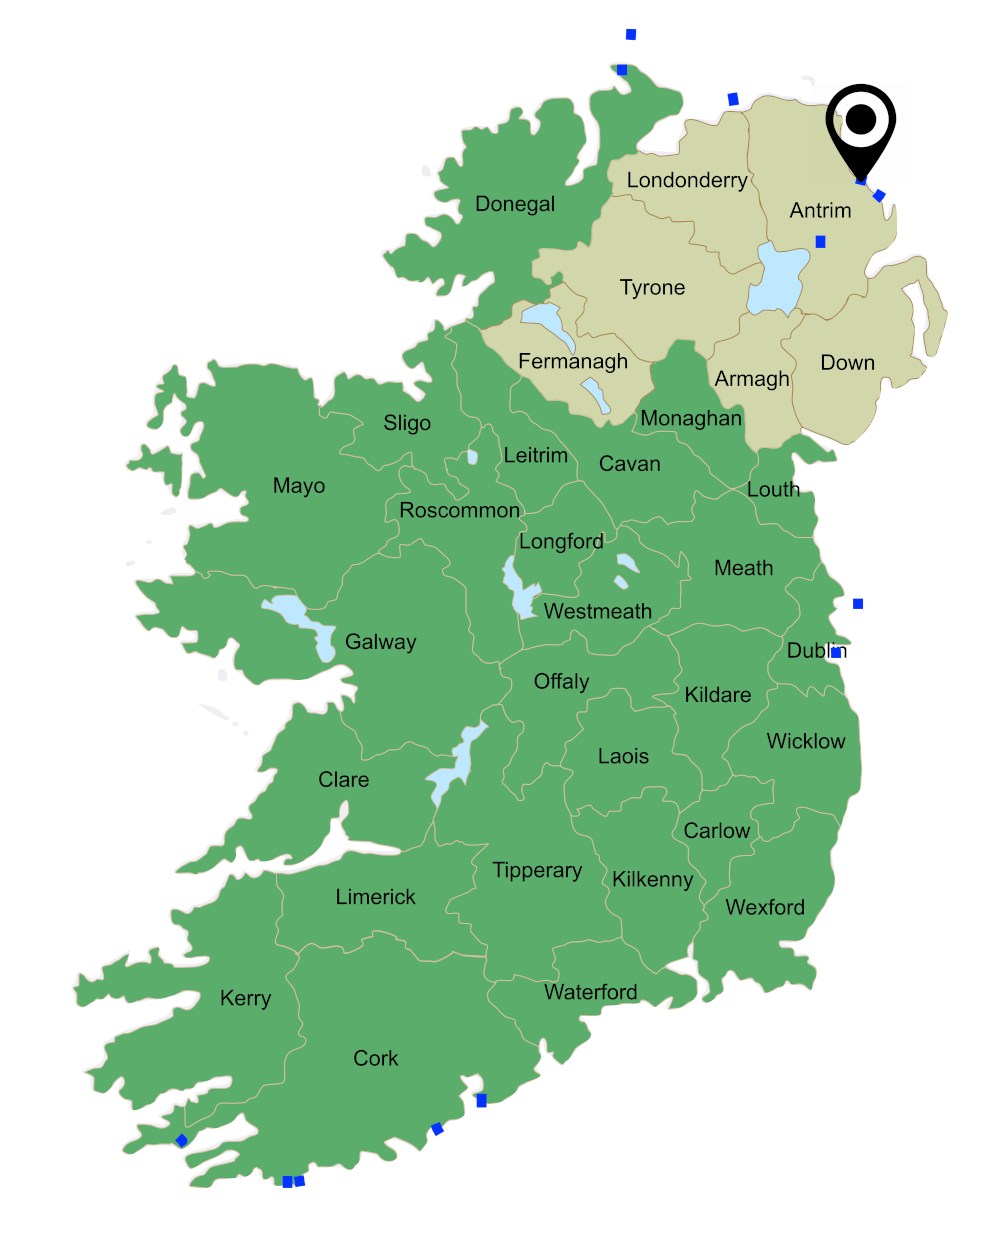 Londonderry
Donegal
Antrim
Tyrone
Fermanagh
Down
Armagh
Monaghan
Sligo
Leitrim
Cavan
Mayo
Louth
Roscommon
Longford
Meath
Westmeath
Galway
Dublin
Offaly
Kildare
Wicklow
Laois
Clare
Carlow
Tipperary
Kilkenny
Limerick
Wexford
Waterford
Kerry
Cork